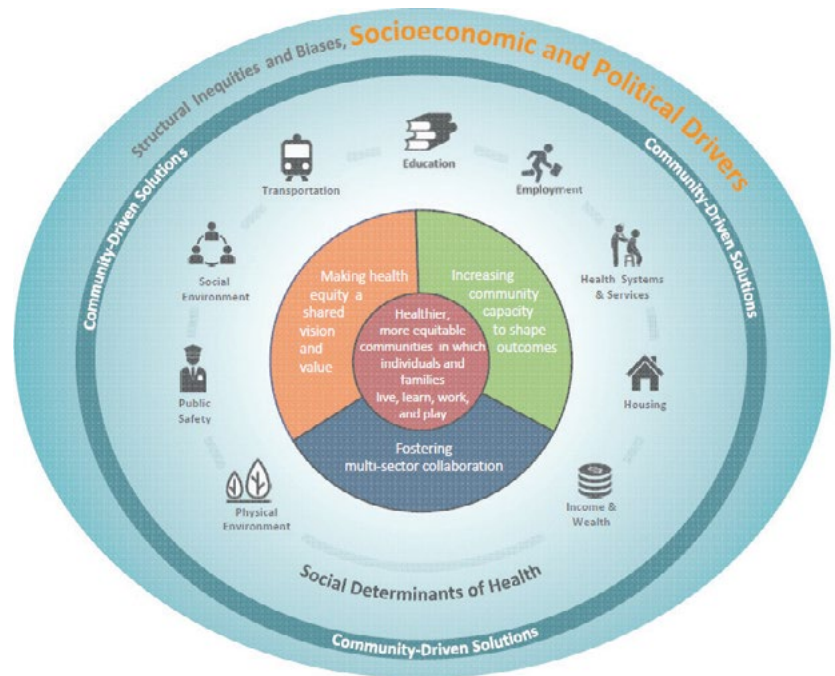 Structural Inequities and Biases, Socioeconomic and Political Drivers
Community-Driven Solutions
Community-Driven Solutions
Education
Transportation
Employment
Social
Environment
Health Systems
& Services
Public
Safety
Housing
Physical
Environment
Income &
Wealth
Making health
equity a
shared
vision
and
value
Increasing
community
capacity
to shape
outcomes
Healthier,
more equitable
communities in which
individuals and
families
live, learn, work,
and play
Fostering
multi-sector collaboration
Social Determinants of Health
Community-Driven Solutions